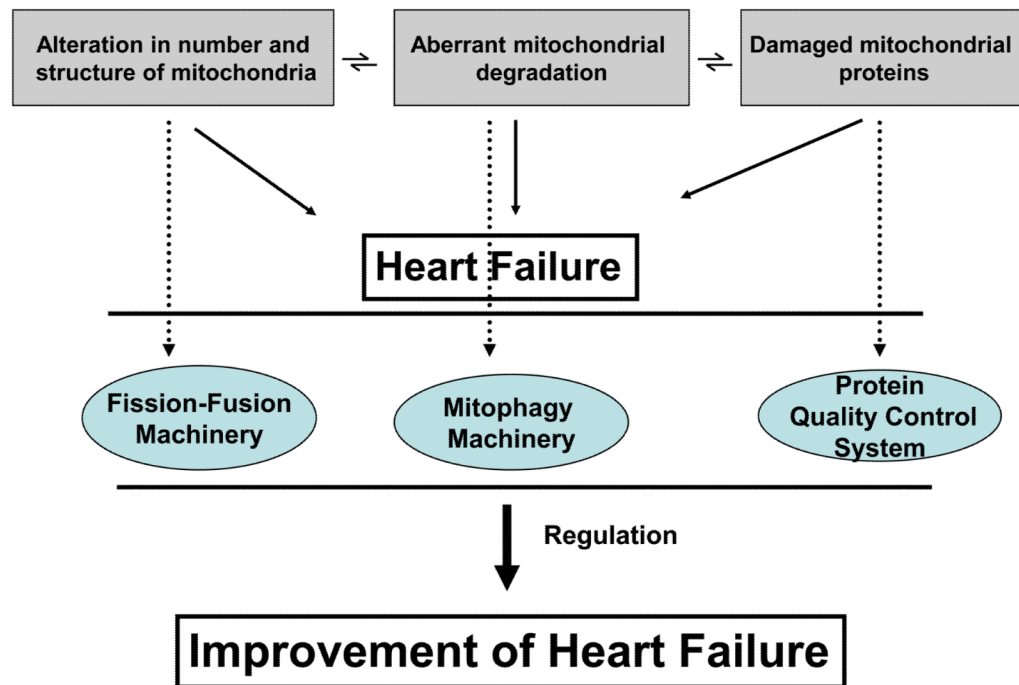 Alteration in number and
structure of mitochondria
Aberrant mitochondrial
degradation
Damaged mitochondrial
proteins
Heart Failure
Fission-Fusion
Machinery
Mitophagy
Machinery
Protein
Quality Control
System
Regulation
Improvement of Heart Failure